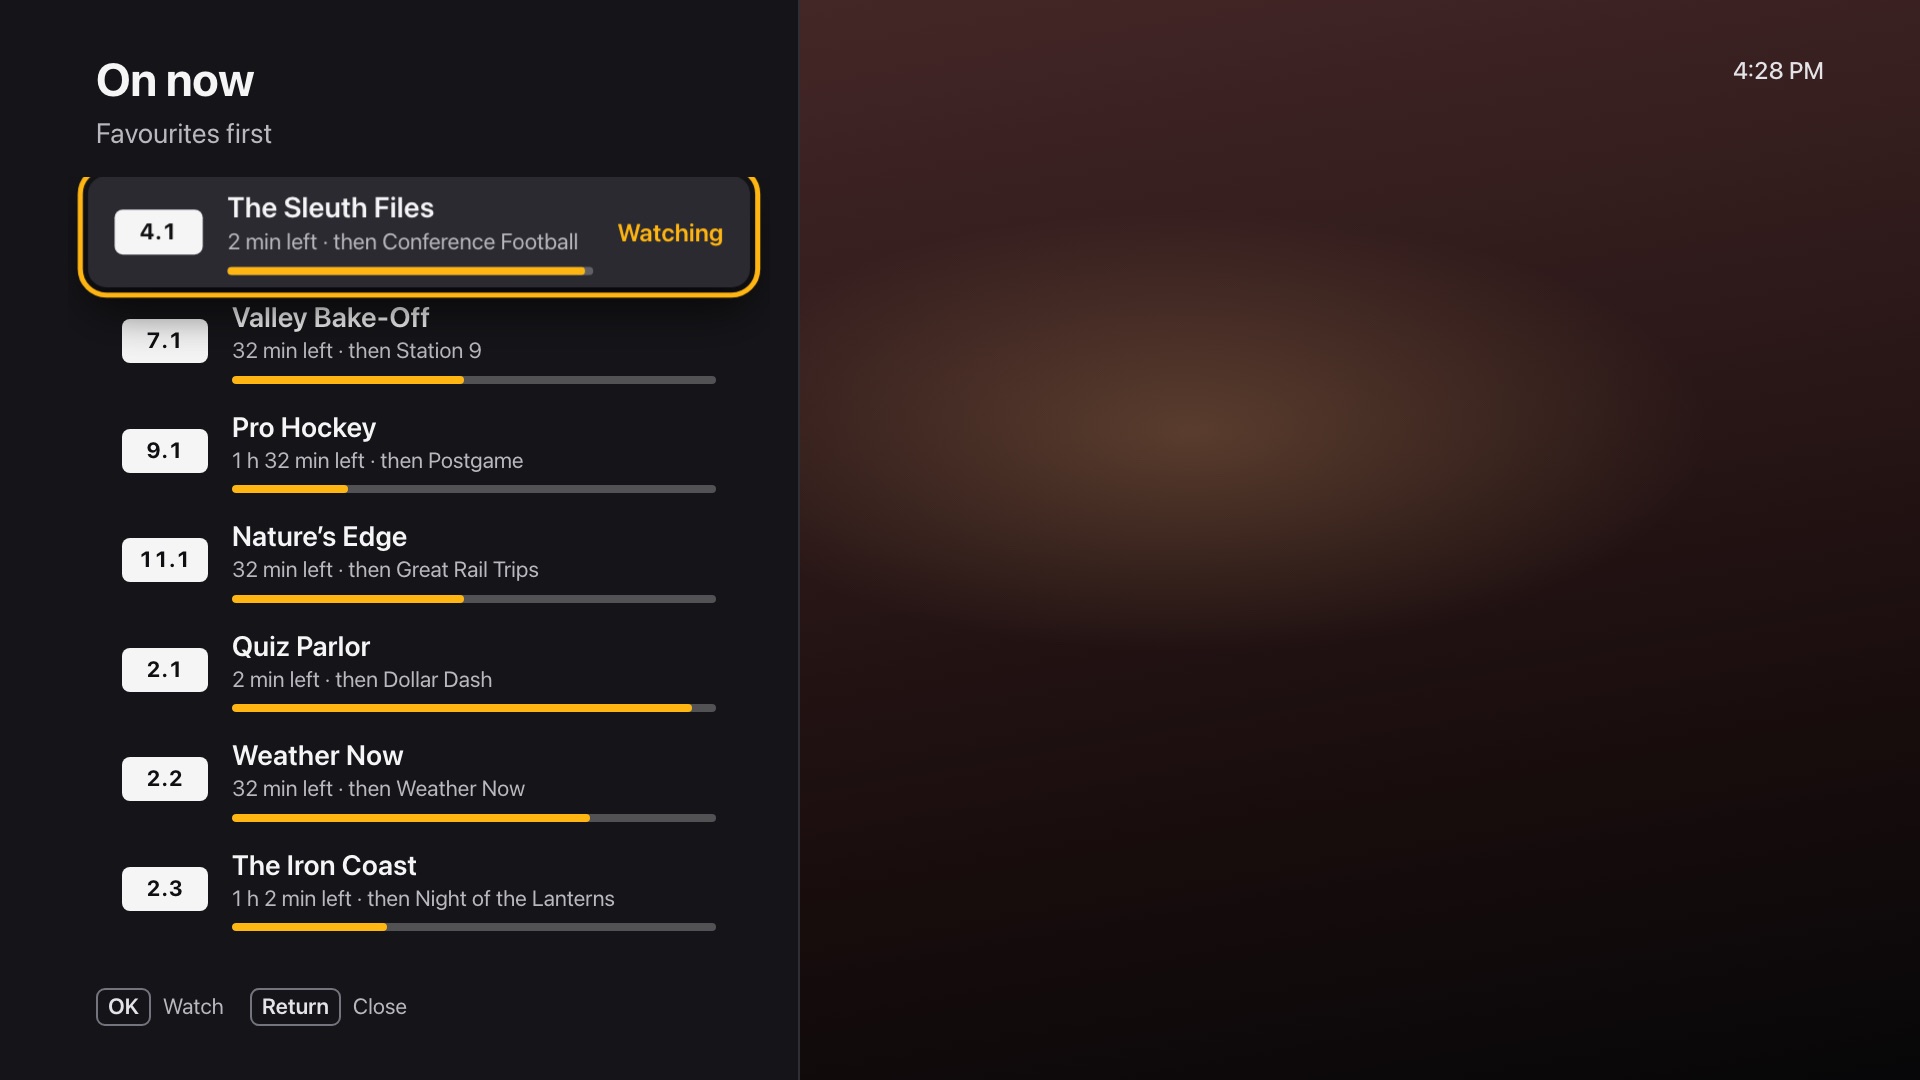 On now
Favourites first
4:28 PM
4.1
The Sleuth Files
2 min left · then Conference Football
Watching
7.1
Valley Bake-Off
32 min left · then Station 9
9.1
Pro Hockey
1 h 32 min left · then Postgame
11.1
Nature’s Edge
32 min left · then Great Rail Trips
2.1
Quiz Parlor
2 min left · then Dollar Dash
2.2
Weather Now
32 min left · then Weather Now
2.3
The Iron Coast
1 h 2 min left · then Night of the Lanterns
OK Watch Return Close